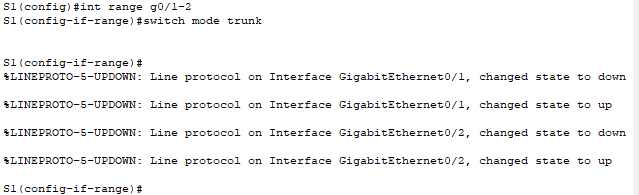 S1(config)#int range g0/1-2
S1(config-if-range)#switch mode trunk
S1(config-if-range)#
%LINEPROTO-5-UPDOWN: Line protocol on Interface GigabitEthernet0/1, changed state to down
%LINEPROTO-5-UPDOWN: Line protocol on Interface GigabitEthernet0/1, changed state to up
%LINEPROTO-5-UPDOWN: Line protocol on Interface GigabitEthernet0/2, changed state to down
%LINEPROTO-5-UPDOWN: Line protocol on Interface GigabitEthernet0/2, changed state to up
S1(config-if-range)#